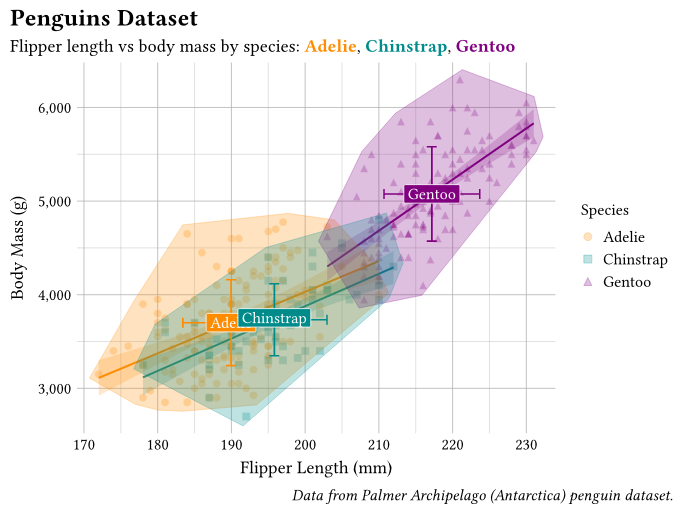 Penguins Dataset
Flipper length vs body mass by species: Adelie, Chinstrap, Gentoo
Body Mass (g)
6,000
5,000
4,000
3,000
Gentoo
Ade
Chinstrap
Species
Adelie
Chinstrap
Gentoo
170 180 190 200 210 220 230
Flipper Length (mm)
Data from Palmer Archipelago (Antarctica) penguin dataset.